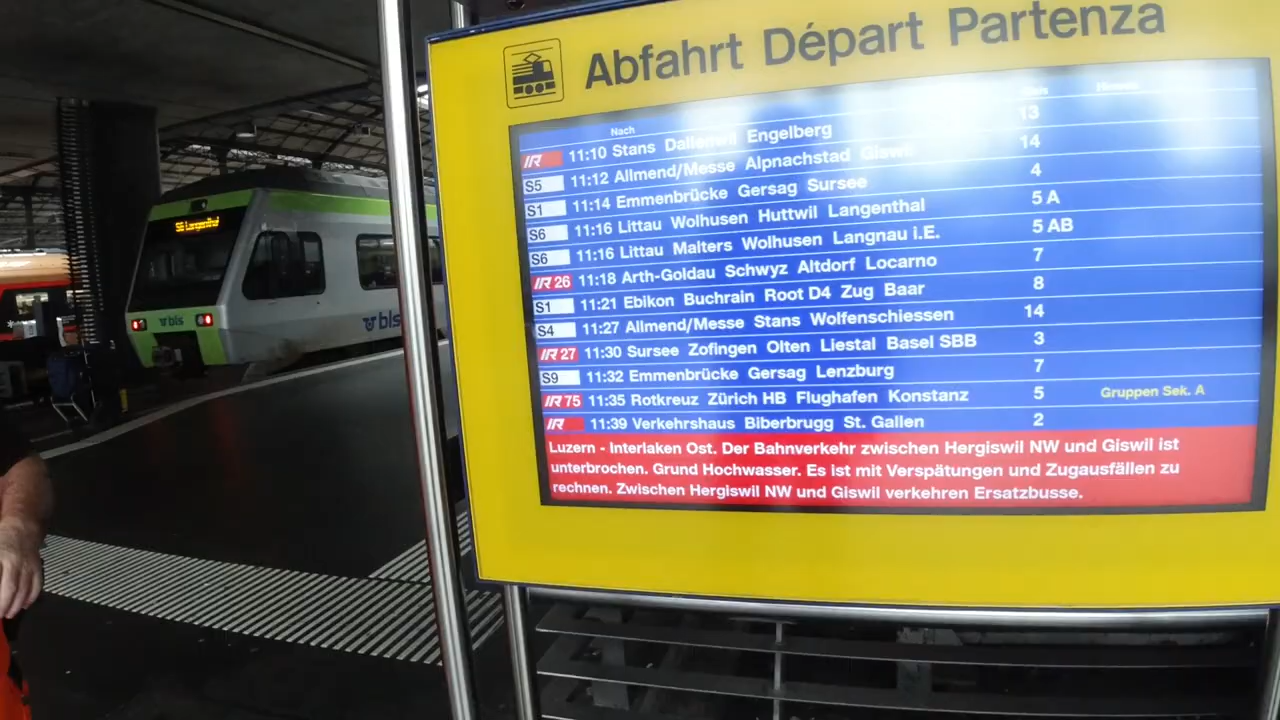 Abfahrt Départ Partenza
Nach Gleis Hinweis
IR 11:10 Stans Dallenwil Engelberg 13
S5 11:12 Allmend/Messe Alpnachstad Giswil 14
S1 11:14 Emmenbrücke Gersag Sursee 4
S6 11:16 Littau Wolhusen Huttwil Langenthal 5 A
S6 11:16 Littau Malters Wolhusen Langnau i.E. 5 AB
IR 26 11:18 Arth-Goldau Schwyz Altdorf Locarno 7
S1 11:21 Ebikon Buchrain Root D4 Zug Baar 8
S4 11:27 Allmend/Messe Stans Wolfenschiessen 14
IR 27 11:30 Sursee Zofingen Olten Liestal Basel SBB 3
S9 11:32 Emmenbrücke Gersag Lenzburg 7
IR 75 11:35 Rotkreuz Zürich HB Flughafen Konstanz 5 Gruppen Sek. A
IR 11:39 Verkehrshaus Biberbrugg St. Gallen 2
Luzern - Interlaken Ost. Der Bahnverkehr zwischen Hergiswil NW und Giswil ist
unterbrochen. Grund Hochwasser. Es ist mit Verspätungen und Zugausfällen zu
rechnen. Zwischen Hergiswil NW und Giswil verkehren Ersatzbusse.
S6 Langenthal
bls
bls